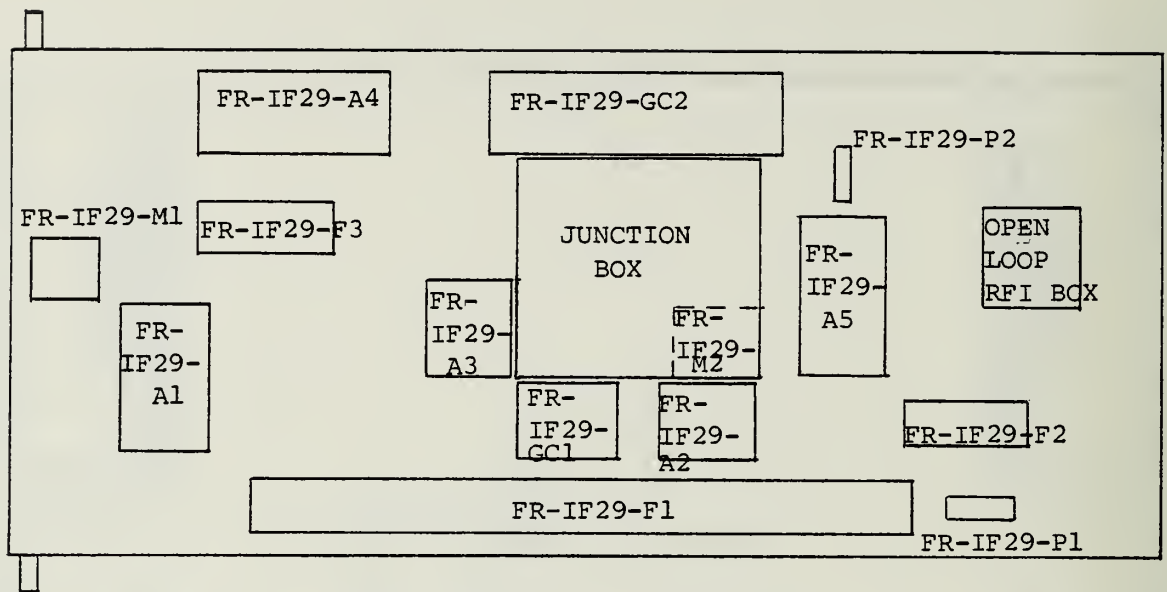 FR-IF29-A4
FR-IF29-GC2
FR-IF29-P2
FR-IF29-M1
FR-IF29-F3
JUNCTION
BOX
OPEN
LOOP
RFI BOX
FR-
IF29-
A5
FR-
IF29-
A3
FR-
IF29-
M2
FR-
IF29-
A1
FR-
IF29-
GC1
FR-
IF29-
A2
FR-IF29-F2
FR-IF29-F1
FR-IF29-P1